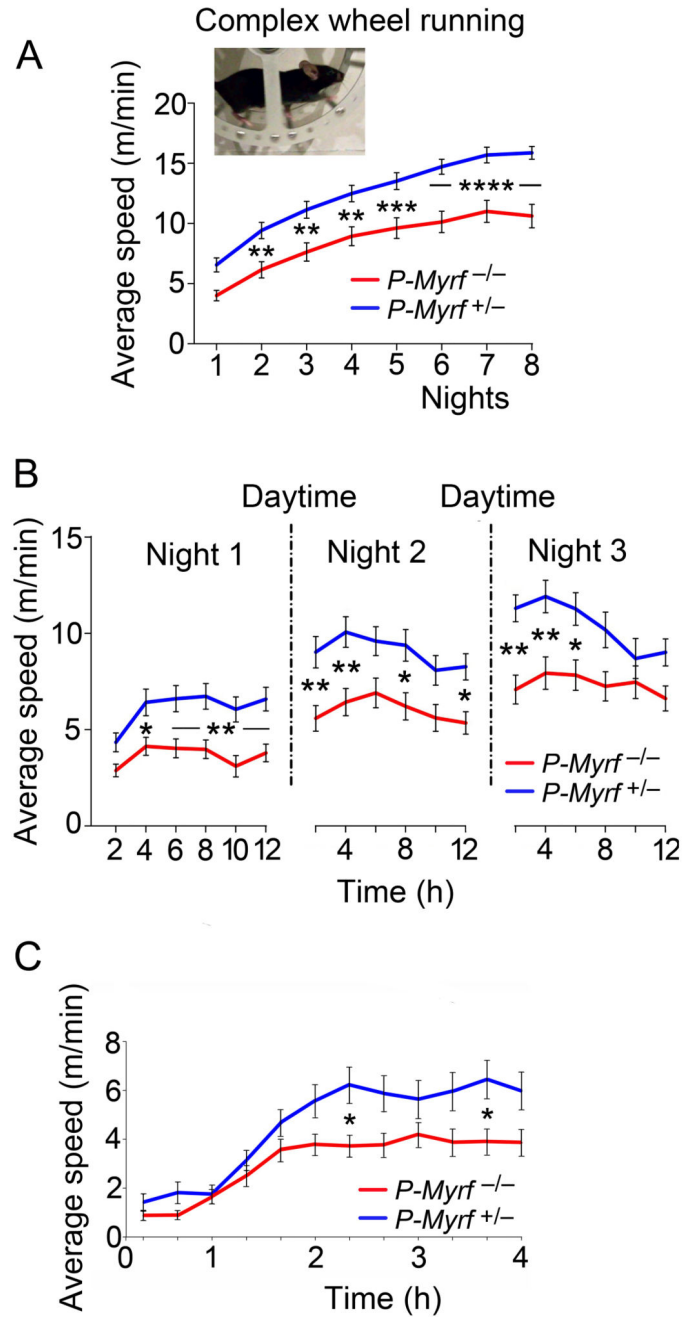 Complex wheel running
A
Average speed (m/min)
20
15
10
5
0
** ** ** *** — **** —
P-Myrf –/–
P-Myrf +/–
1 2 3 4 5 6 7 8
Nights
B
Daytime Daytime
Average speed (m/min)
15
10
5
0
Night 1 Night 2 Night 3
* — ** —
** ** * *
** ** *
P-Myrf –/–
P-Myrf +/–
2 4 6 8 10 12 4 8 12 4 8 12
Time (h)
C
Average speed (m/min)
8
6
4
2
0
* *
P-Myrf –/–
P-Myrf +/–
0 1 2 3 4
Time (h)